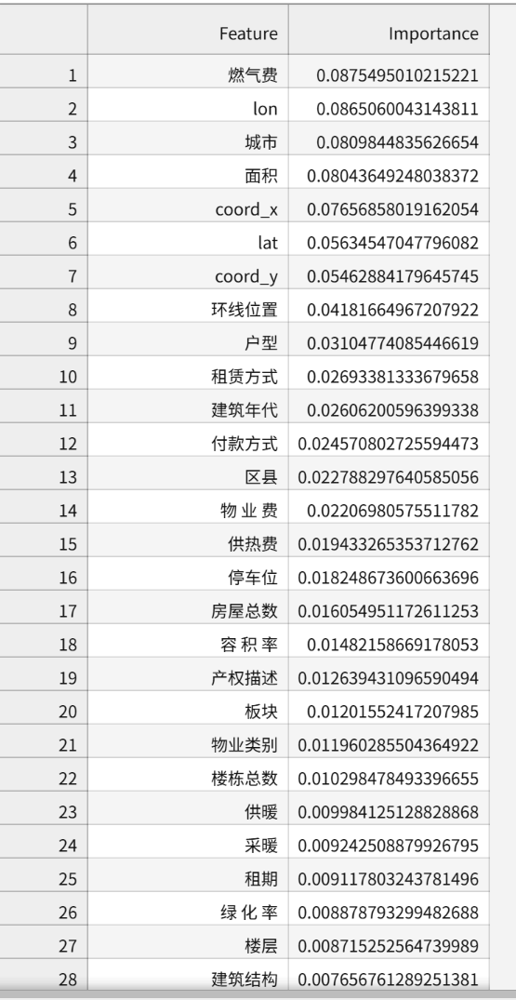 Feature Importance
1 燃气费 0.0875495010215221
2 lon 0.0865060043143811
3 城市 0.0809844835626654
4 面积 0.08043649248038372
5 coord_x 0.07656858019162054
6 lat 0.05634547047796082
7 coord_y 0.05462884179645745
8 环线位置 0.04181664967207922
9 户型 0.03104774085446619
10 租赁方式 0.02693381333679658
11 建筑年代 0.02606200596399338
12 付款方式 0.024570802725594473
13 区县 0.022788297640585056
14 物 业 费 0.02206980575511782
15 供热费 0.019433265353712762
16 停车位 0.018248673600663696
17 房屋总数 0.016054951172611253
18 容 积 率 0.01482158669178053
19 产权描述 0.012639431096590494
20 板块 0.01201552417207985
21 物业类别 0.011960285504364922
22 楼栋总数 0.010298478493396655
23 供暖 0.009984125128828868
24 采暖 0.009242508879926795
25 租期 0.009117803243781496
26 绿 化 率 0.008878793299482688
27 楼层 0.008715252564739989
28 建筑结构 0.007656761289251381